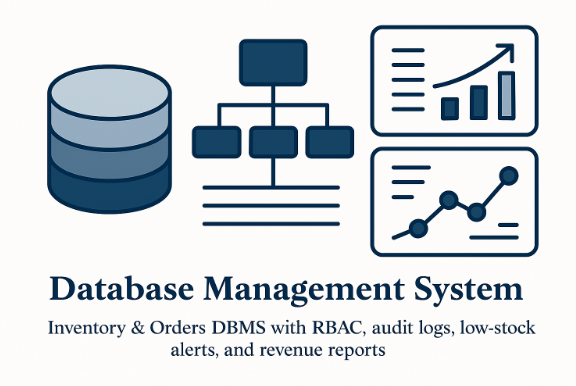 Database Management System
Inventory & Orders DBMS with RBAC, audit logs, low-stock
alerts, and revenue reports